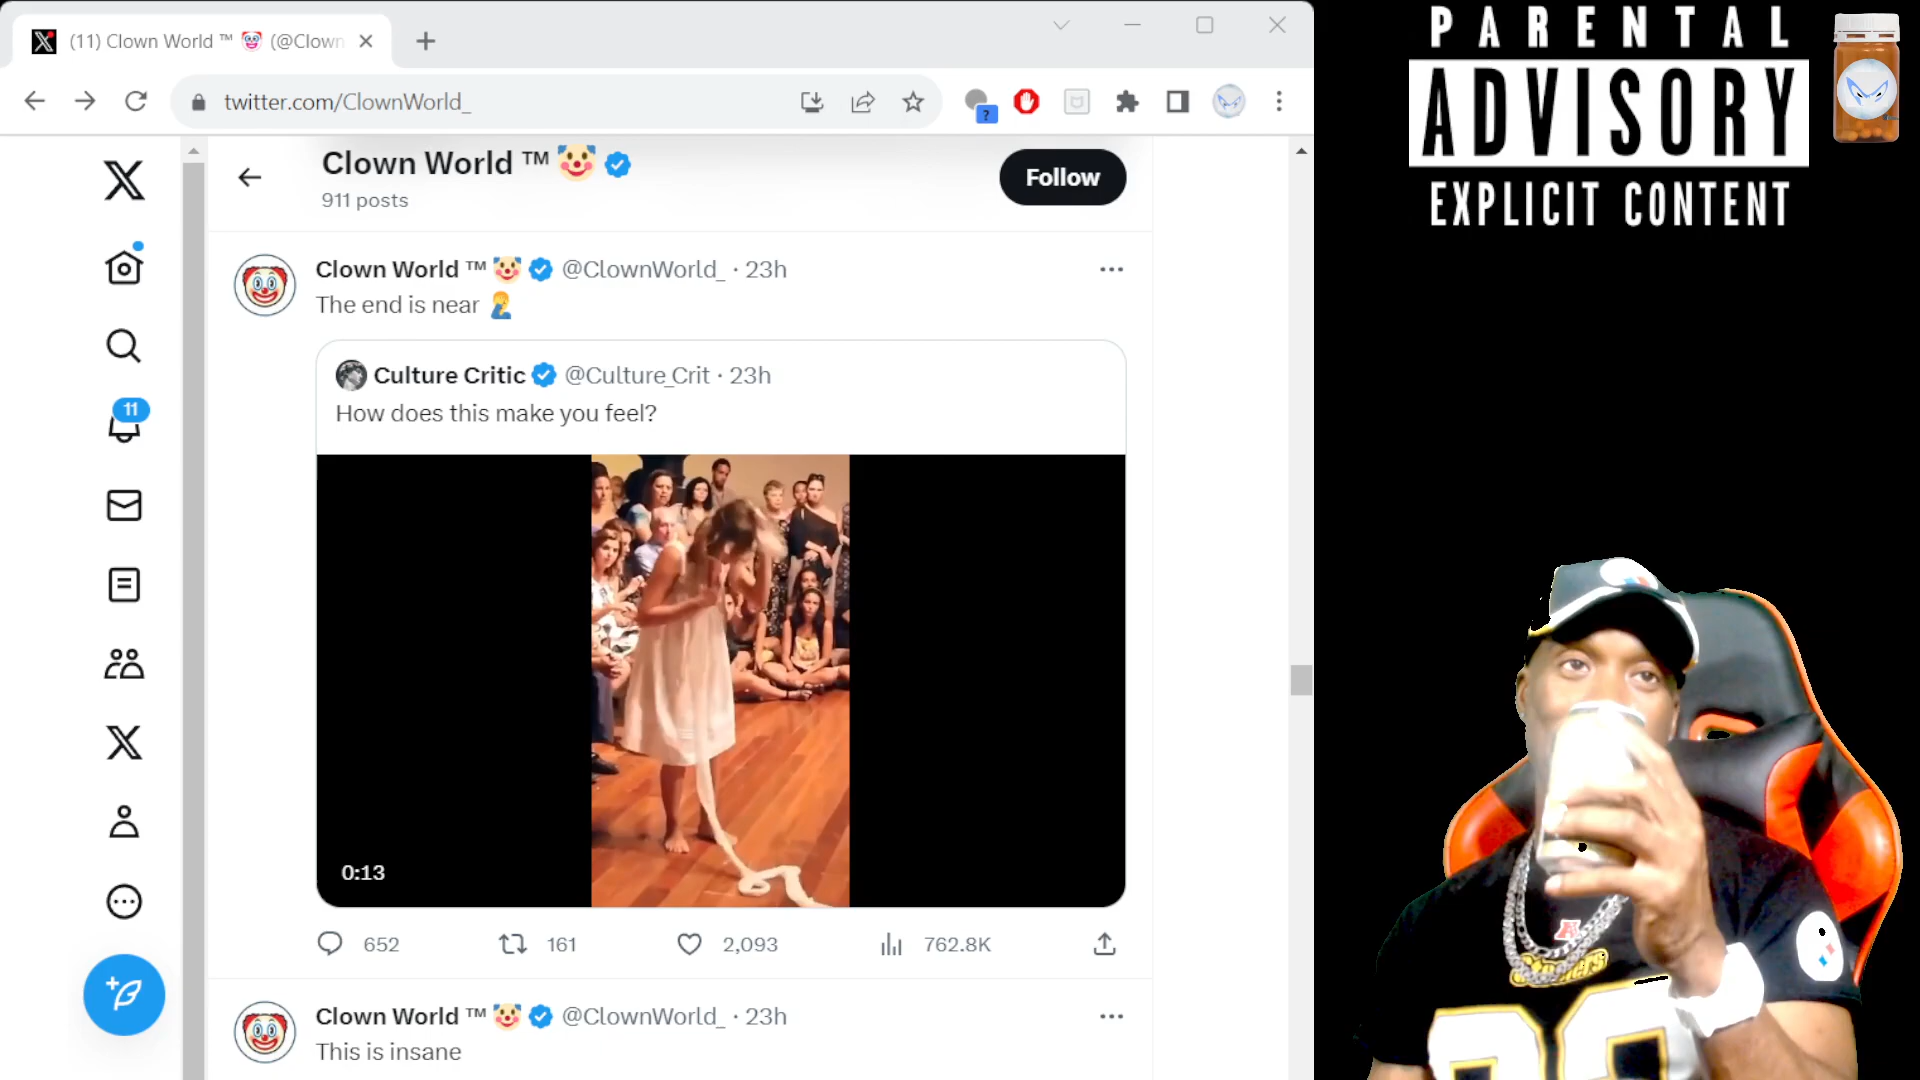 (11) Clown World ™ 🤡 (@Clown
twitter.com/ClownWorld_
Clown World ™ 🤡
911 posts
Follow
Clown World ™ 🤡 @ClownWorld_ · 23h
The end is near 🤦‍♂️
Culture Critic @Culture_Crit · 23h
How does this make you feel?
0:13
652 161 2,093 762.8K
Clown World ™ 🤡 @ClownWorld_ · 23h
This is insane
11
?
PARENTAL
ADVISORY
EXPLICIT CONTENT